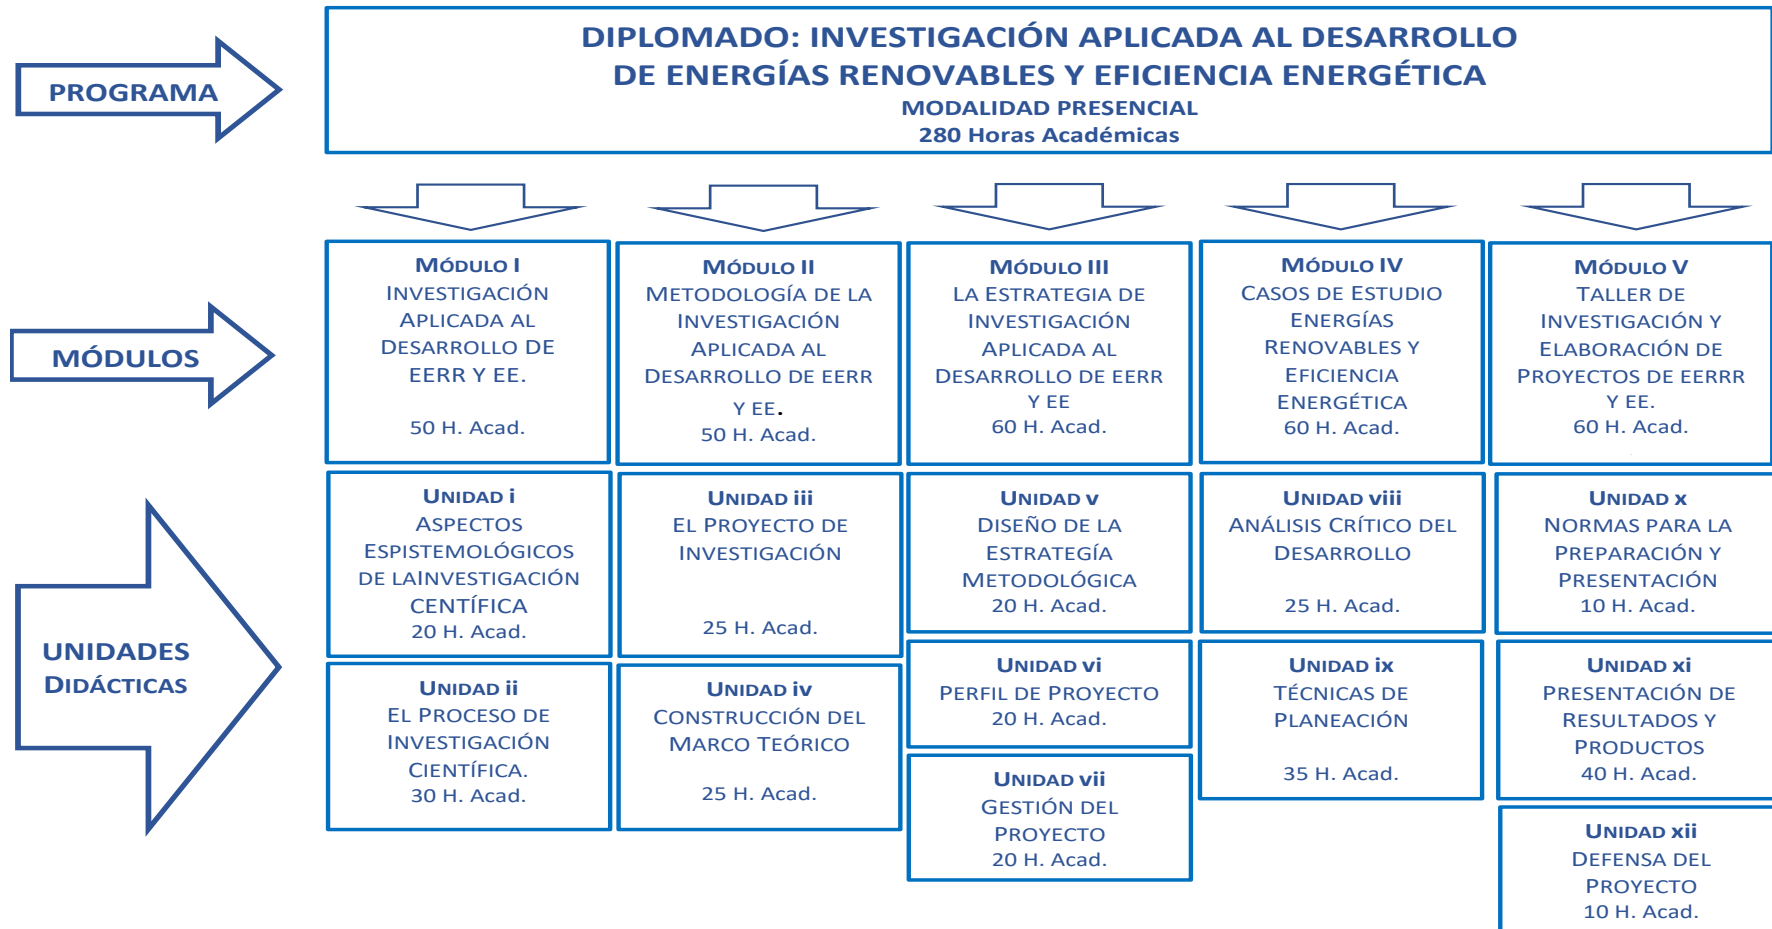 PROGRAMA
DIPLOMADO: INVESTIGACIÓN APLICADA AL DESARROLLO
DE ENERGÍAS RENOVABLES Y EFICIENCIA ENERGÉTICA
MODALIDAD PRESENCIAL
280 Horas Académicas
MÓDULOS
MÓDULO I
INVESTIGACIÓN
APLICADA AL
DESARROLLO DE
EERR Y EE.
50 H. Acad.
MÓDULO II
METODOLOGÍA DE LA
INVESTIGACIÓN
APLICADA AL
DESARROLLO DE EERR
Y EE.
50 H. Acad.
MÓDULO III
LA ESTRATEGIA DE
INVESTIGACIÓN
APLICADA AL
DESARROLLO DE EERR
Y EE
60 H. Acad.
MÓDULO IV
CASOS DE ESTUDIO
ENERGÍAS
RENOVABLES Y
EFICIENCIA
ENERGÉTICA
60 H. Acad.
MÓDULO V
TALLER DE
INVESTIGACIÓN Y
ELABORACIÓN DE
PROYECTOS DE EERRR
Y EE.
60 H. Acad.
UNIDADES
DIDÁCTICAS
UNIDAD i
ASPECTOS
ESPISTEMOLÓGICOS
DE LAINVESTIGACIÓN
CENTÍFICA
20 H. Acad.
UNIDAD ii
EL PROCESO DE
INVESTIGACIÓN
CIENTÍFICA.
30 H. Acad.
UNIDAD iii
EL PROYECTO DE
INVESTIGACIÓN
25 H. Acad.
UNIDAD iv
CONSTRUCCIÓN DEL
MARCO TEÓRICO
25 H. Acad.
UNIDAD v
DISEÑO DE LA
ESTRATEGÍA
METODOLÓGICA
20 H. Acad.
UNIDAD vi
PERFIL DE PROYECTO
20 H. Acad.
UNIDAD vii
GESTIÓN DEL
PROYECTO
20 H. Acad.
UNIDAD viii
ANÁLISIS CRÍTICO DEL
DESARROLLO
25 H. Acad.
UNIDAD ix
TÉCNICAS DE
PLANEACIÓN
35 H. Acad.
UNIDAD x
NORMAS PARA LA
PREPARACIÓN Y
PRESENTACIÓN
10 H. Acad.
UNIDAD xi
PRESENTACIÓN DE
RESULTADOS Y
PRODUCTOS
40 H. Acad.
UNIDAD xii
DEFENSA DEL
PROYECTO
10 H. Acad.